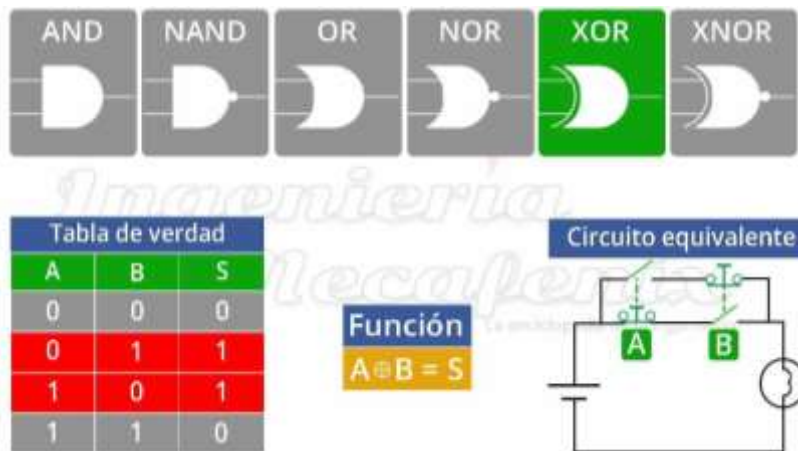 AND NAND OR NOR XOR XNOR
Ingeniería
Mecafenix
Tabla de verdad
A B S
0 0 0
0 1 1
1 0 1
1 1 0
Función
A⊕B = S
Circuito equivalente
A B